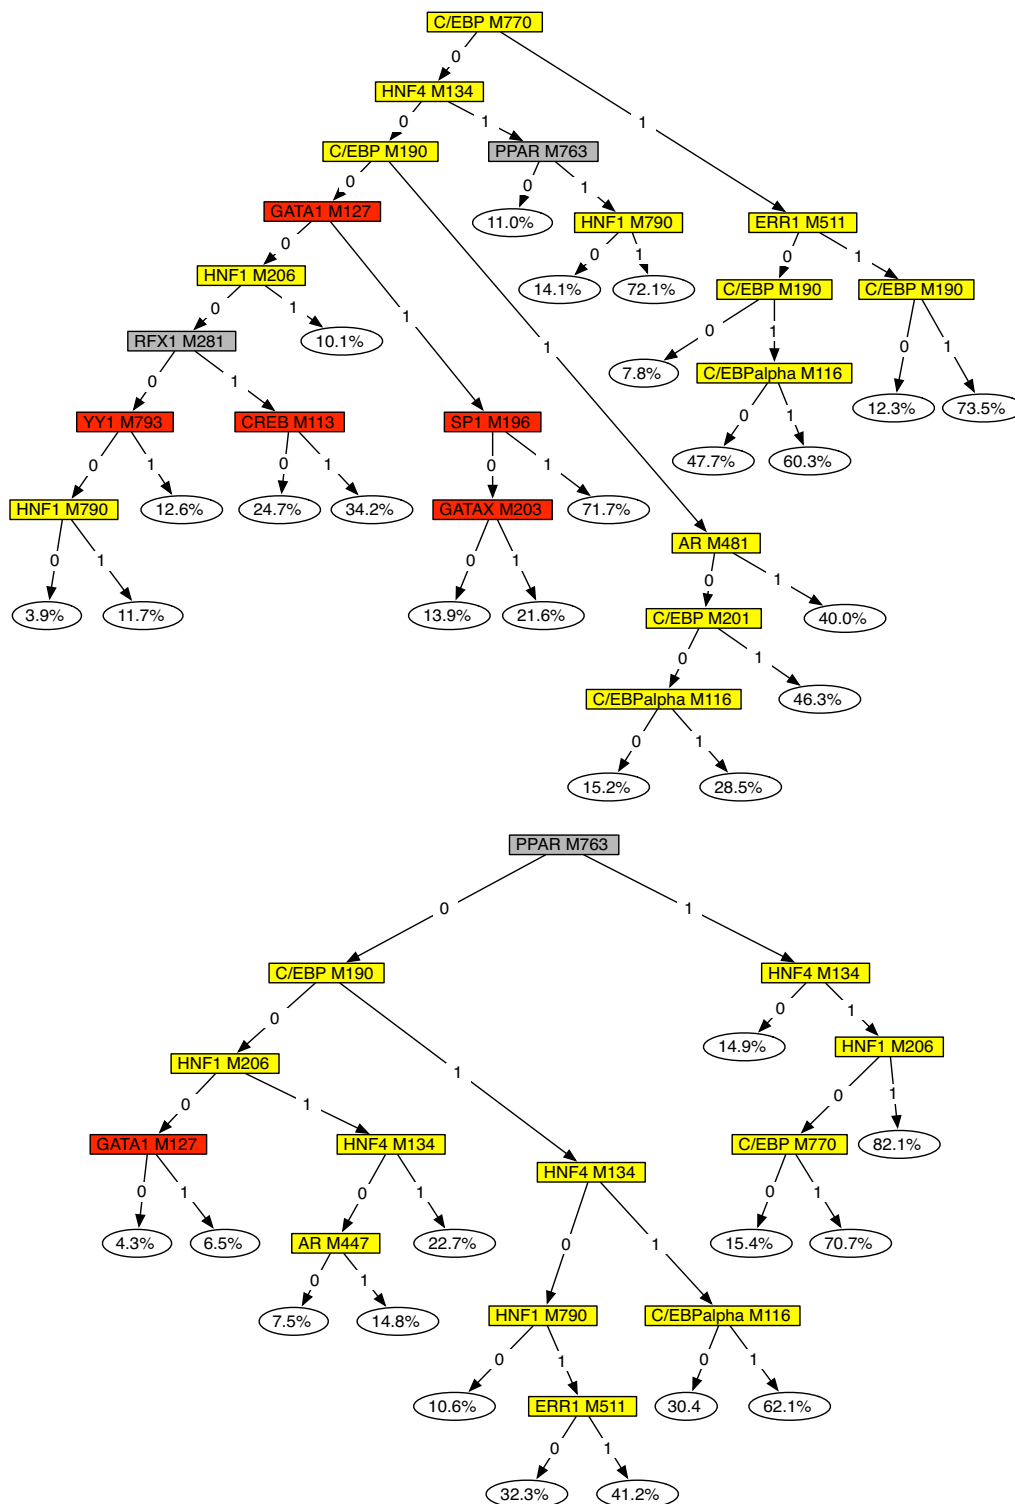 C/EBP M770
0
HNF4 M134
0 1 1
C/EBP M190 PPAR M763
0 0 1
GATA1 M127 11.0% HNF1 M790 ERR1 M511
0 0 1 0 1
HNF1 M206 14.1% 72.1% C/EBP M190 C/EBP M190
0 1 1 0 1 0 1
RFX1 M281 10.1% 1 7.8% C/EBPalpha M116
0 1 12.3% 73.5%
YY1 M793 CREB M113 SP1 M196 0 1
0 1 0 1 0 1 47.7% 60.3%
HNF1 M790 12.6% 24.7% 34.2% GATAX M203 71.7%
0 1 0 1 AR M481
0 1
3.9% 11.7% 13.9% 21.6% C/EBP M201 40.0%
0 1
C/EBPalpha M116 46.3%
0 1
15.2% 28.5%
PPAR M763
0 1
C/EBP M190 HNF4 M134
0 1 0 1
HNF1 M206 14.9% HNF1 M206
0 1 0 1
GATA1 M127 HNF4 M134 C/EBP M770 82.1%
0 1 0 1 HNF4 M134 0 1
4.3% 6.5% AR M447 22.7% 0 1 15.4% 70.7%
0 1
7.5% 14.8% HNF1 M790 C/EBPalpha M116
0 1 0 1
10.6% ERR1 M511 30.4 62.1%
0 1
32.3% 41.2%